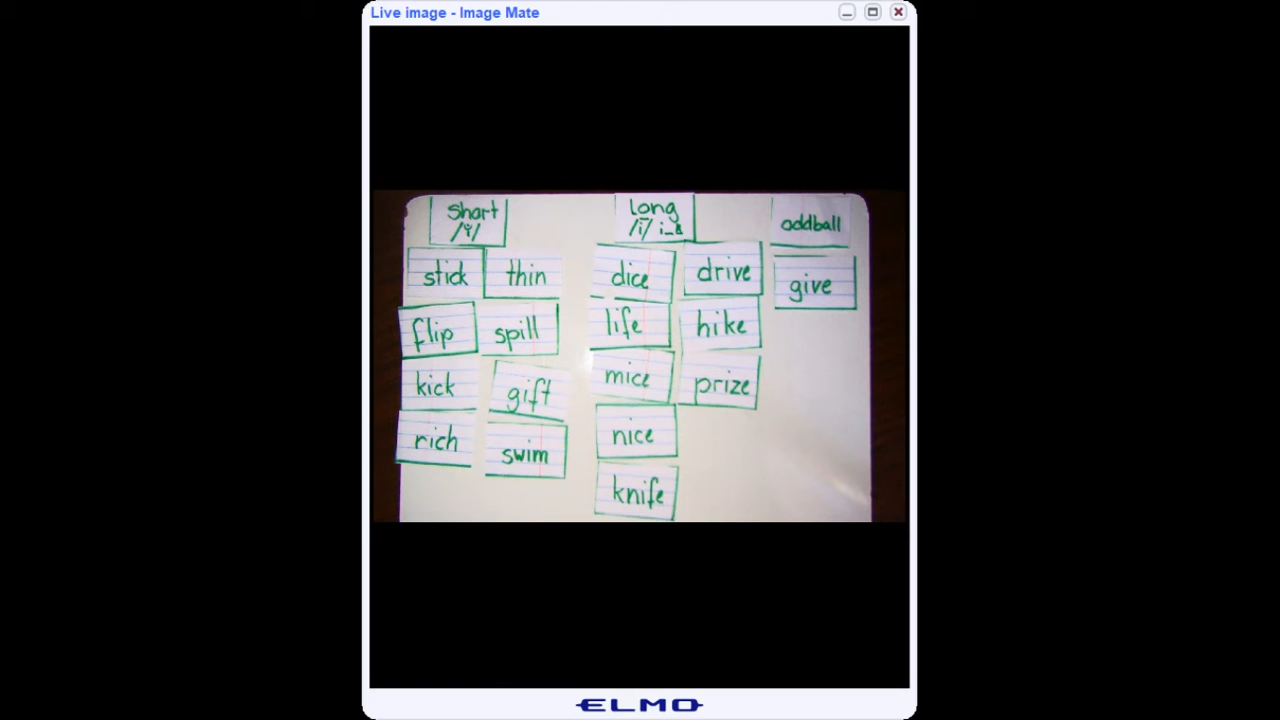 Live image - Image Mate
short
/ĭ/
stick thin
flip spill
kick gift
rich swim
long
/ī/ i_e
dice drive
life hike
mice prize
nice
knife
oddball
give
ELMO